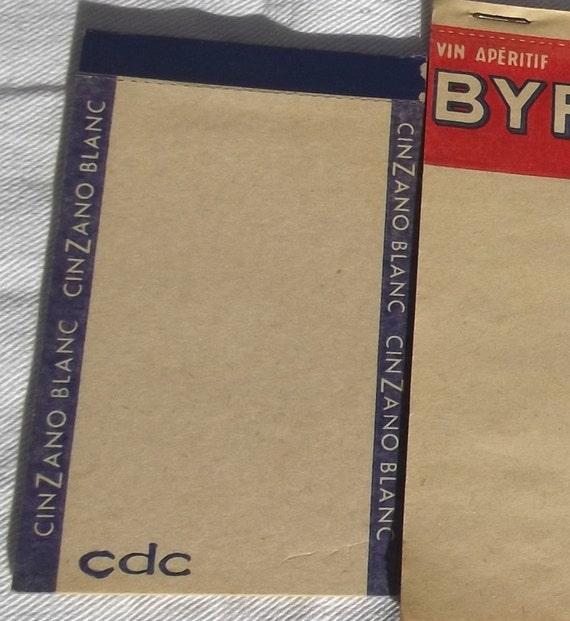 CINZANO BLANC CINZANO BLANC
CINZANO BLANC CINZANO BLANC
cdc
VIN APÉRITIF
BYR